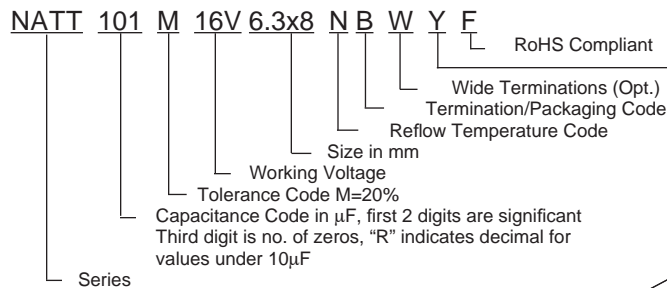 NATT 101 M 16V 6.3x8 N B W Y F
RoHS Compliant
Wide Terminations (Opt.)
Termination/Packaging Code
Reflow Temperature Code
Size in mm
Working Voltage
Tolerance Code M=20%
Capacitance Code in μF, first 2 digits are significant
Third digit is no. of zeros, “R” indicates decimal for
values under 10μF
Series